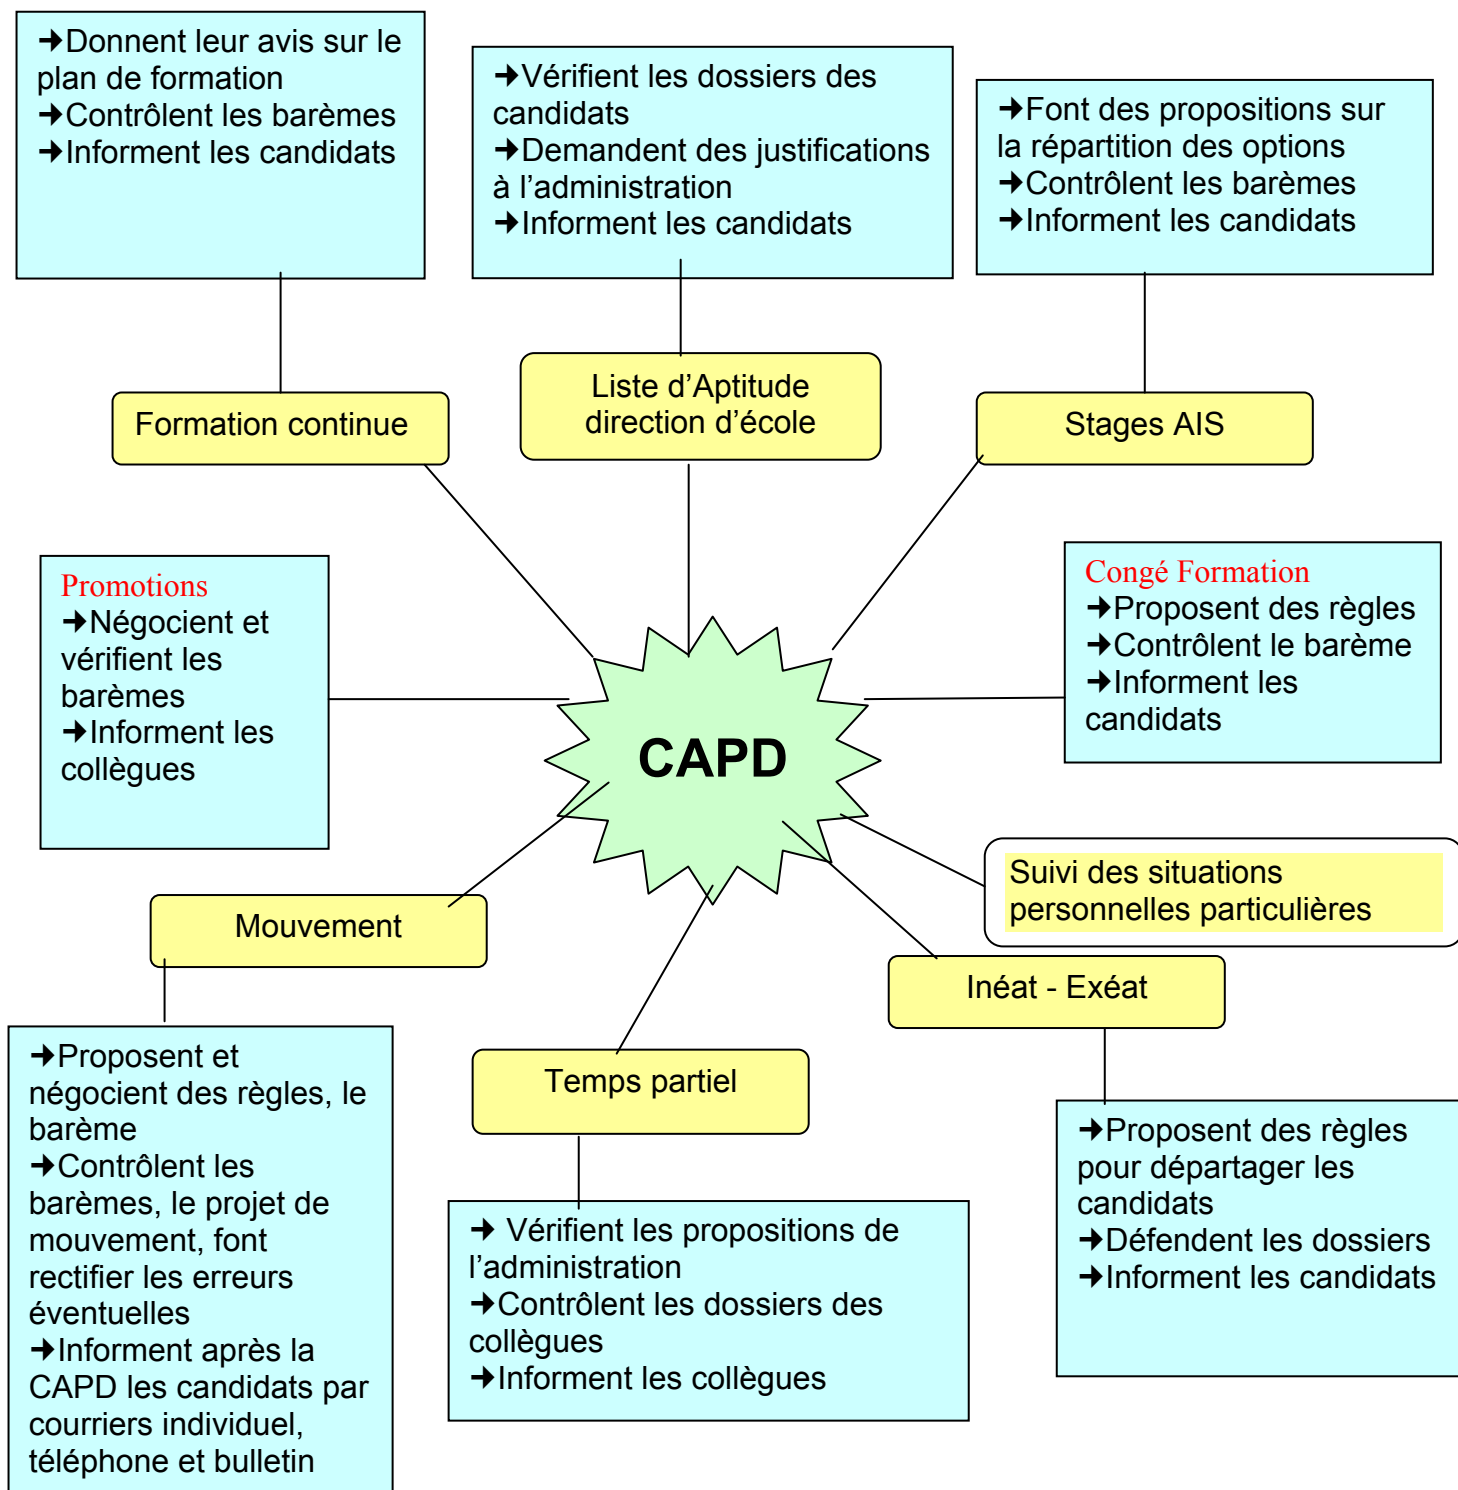 ➔Donnent leur avis sur le
plan de formation
➔Contrôlent les barèmes
➔Informent les candidats
➔Vérifient les dossiers des
candidats
➔Demandent des justifications
à l’administration
➔Informent les candidats
➔Font des propositions sur
la répartition des options
➔Contrôlent les barèmes
➔Informent les candidats
Formation continue
Liste d’Aptitude
direction d’école
Stages AIS
Promotions
➔Négocient et
vérifient les
barèmes
➔Informent les
collègues
CAPD
Congé Formation
➔Proposent des règles
➔Contrôlent le barème
➔Informent les
candidats
Suivi des situations
personnelles particulières
Mouvement
Inéat - Exéat
Temps partiel
➔Proposent et
négocient des règles, le
barème
➔Contrôlent les
barèmes, le projet de
mouvement, font
rectifier les erreurs
éventuelles
➔Informent après la
CAPD les candidats par
courriers individuel,
téléphone et bulletin
➔ Vérifient les propositions de
l’administration
➔Contrôlent les dossiers des
collègues
➔Informent les collègues
➔Proposent des règles
pour départager les
candidats
➔Défendent les dossiers
➔Informent les candidats